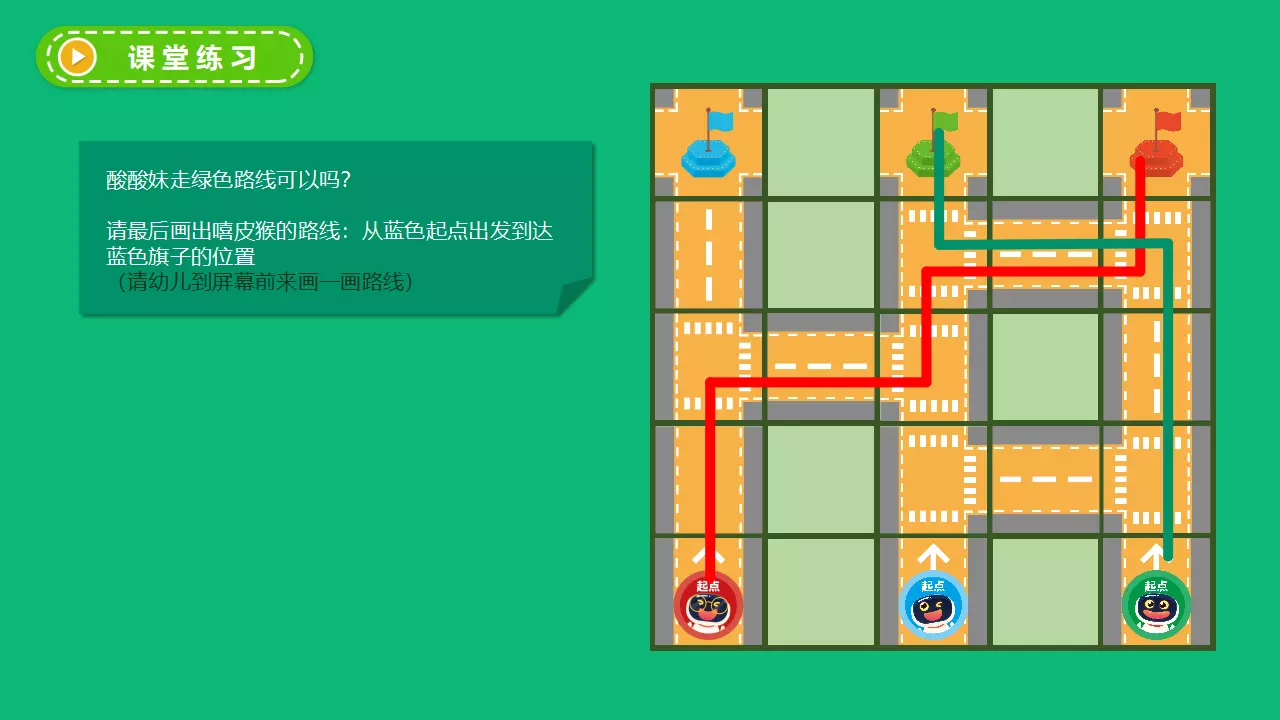 课堂练习
酸酸妹走绿色路线可以吗？
请最后画出嘻皮猴的路线：从蓝色起点出发到达
蓝色旗子的位置
（请幼儿到屏幕前来画一画路线）
起点
起点
起点